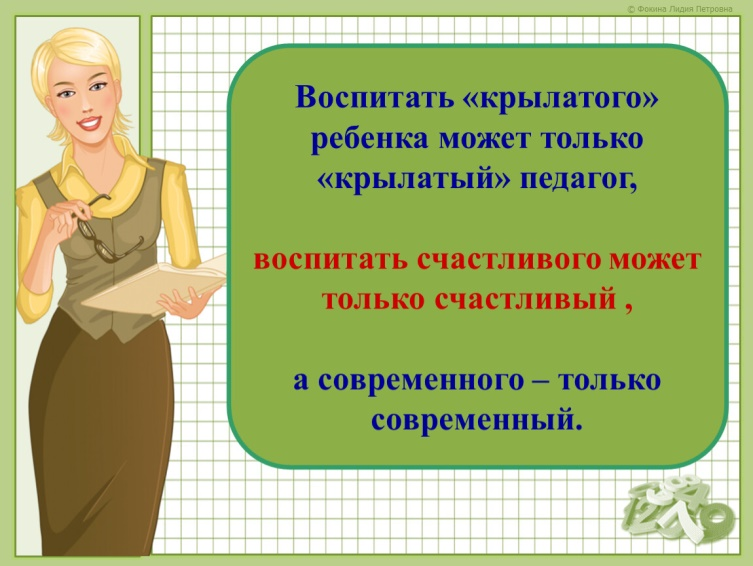 © Фокина Лидия Петровна
Воспитать «крылатого»
ребенка может только
«крылатый» педагог,
воспитать счастливого может
только счастливый ,
а современного – только
современный.